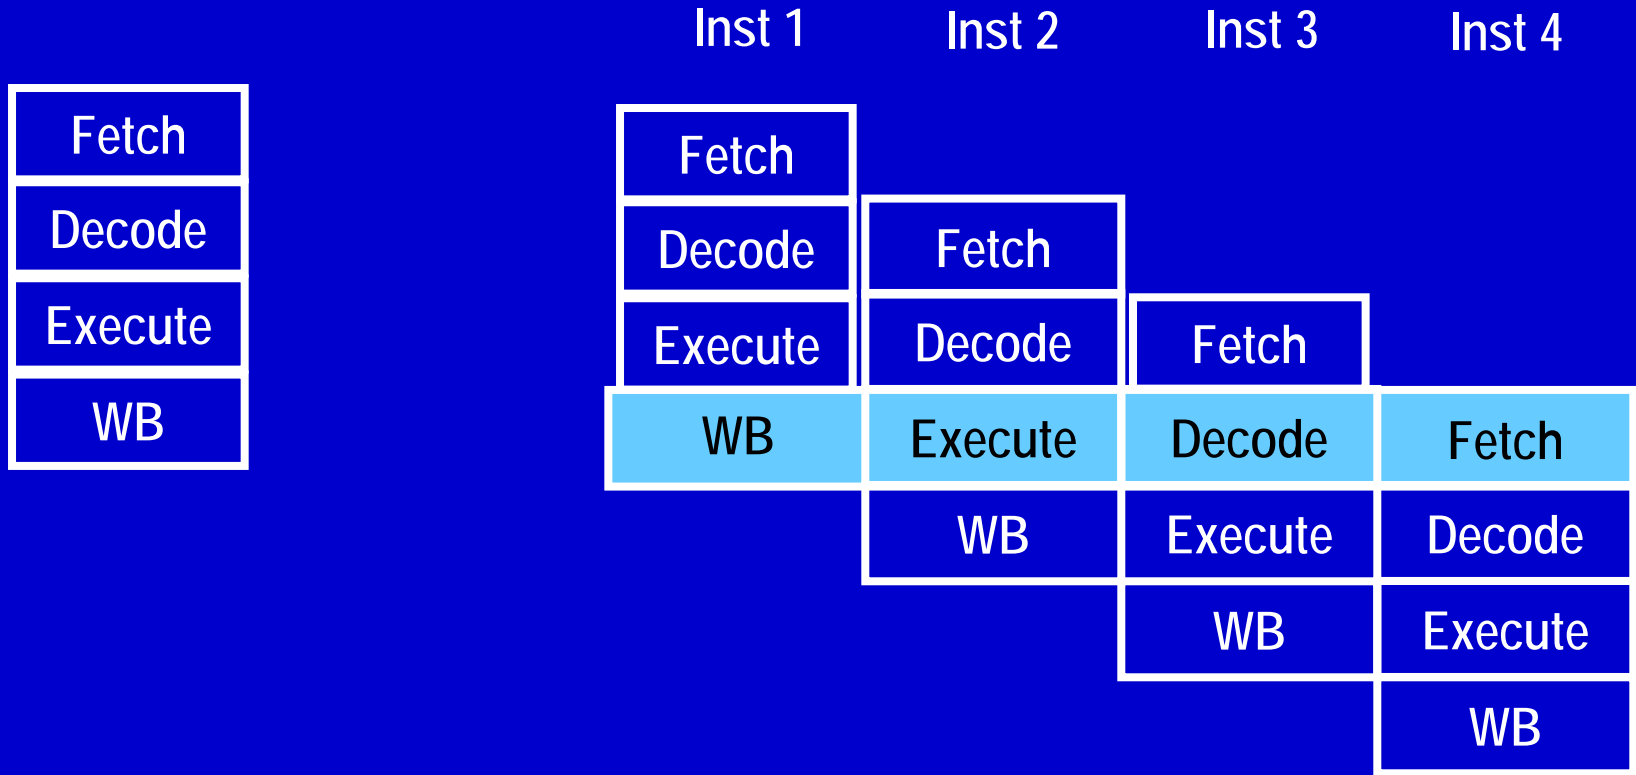 Inst 1 Inst 2 Inst 3 Inst 4
Fetch
Decode
Execute
WB
Fetch
Decode Fetch
Execute Decode Fetch
WB Execute Decode Fetch
WB Execute Decode
WB Execute
WB